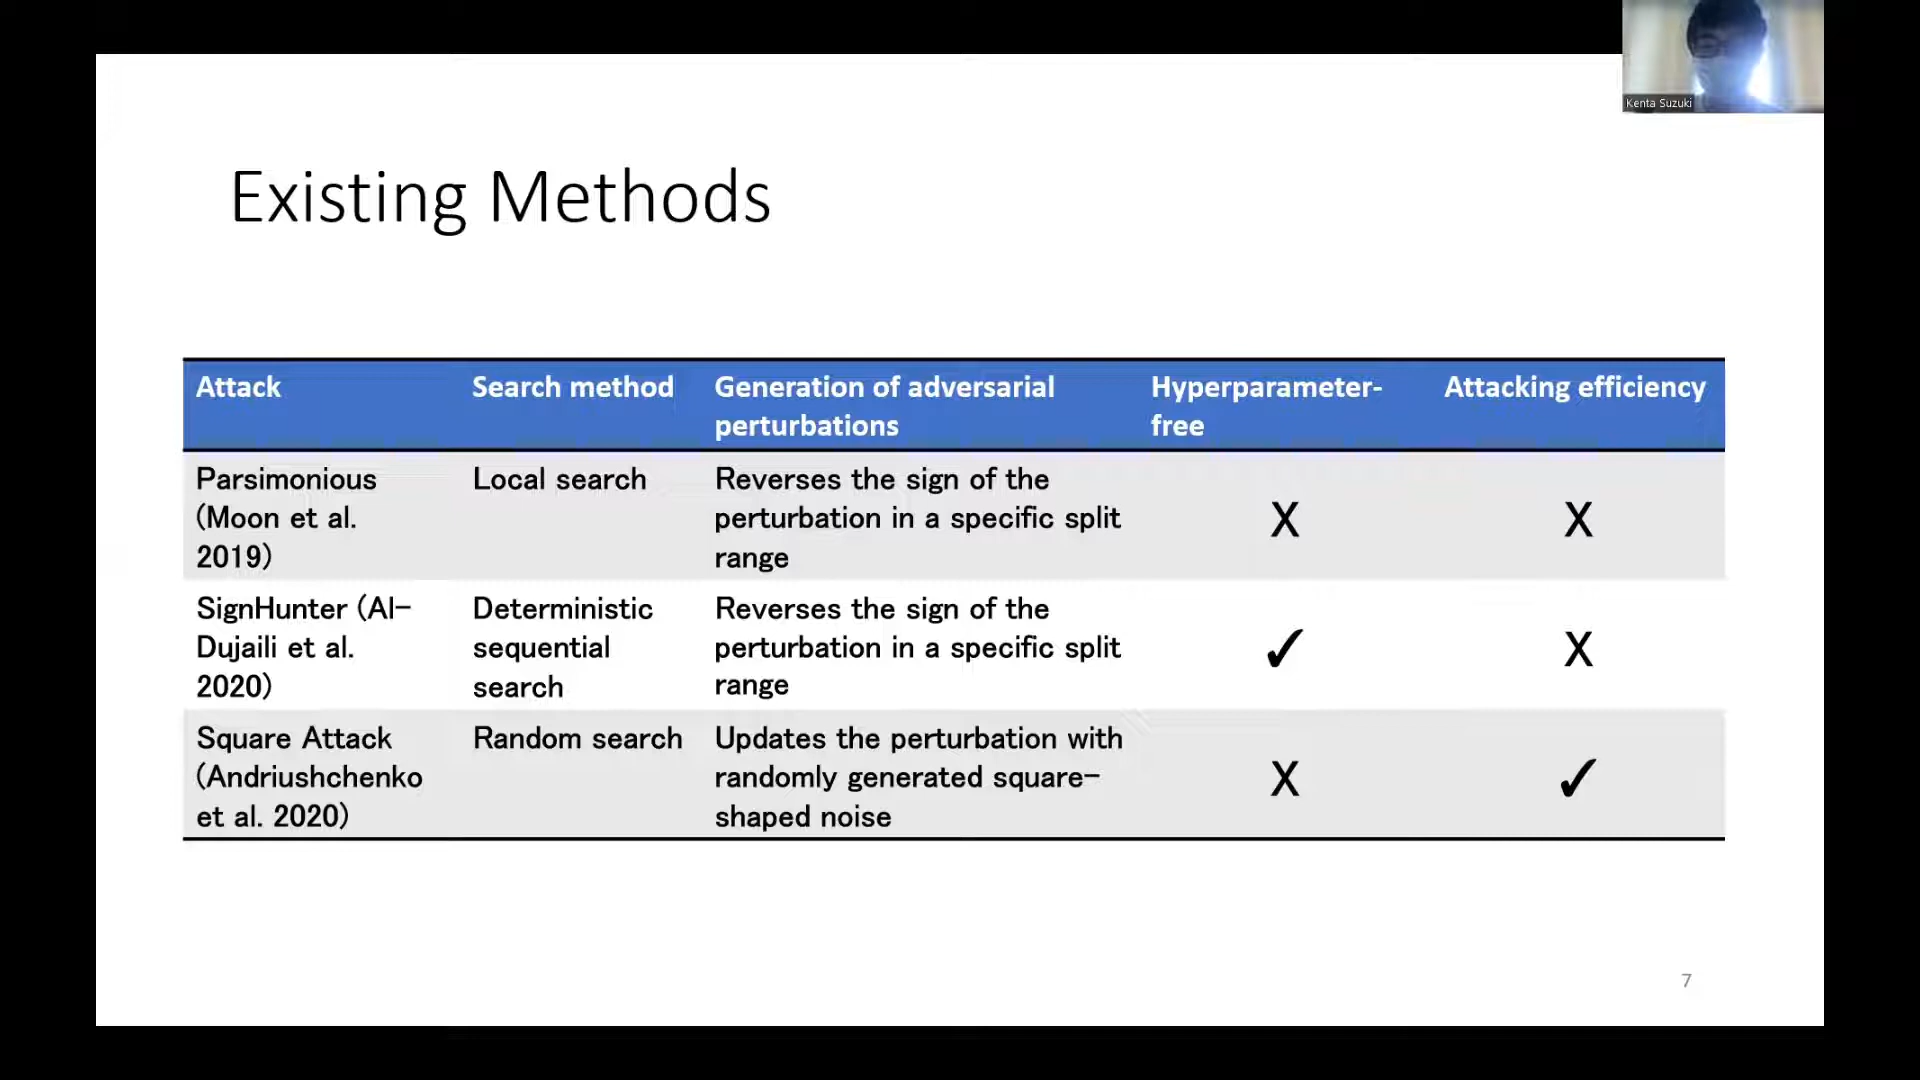 Kenta Suzuki
Existing Methods
Attack
Search method
Generation of adversarial
perturbations
Hyperparameter-
free
Attacking efficiency
Parsimonious
(Moon et al.
2019)
Local search
Reverses the sign of the
perturbation in a specific split
range
X
X
SignHunter (Al-
Dujaili et al.
2020)
Deterministic
sequential
search
Reverses the sign of the
perturbation in a specific split
range
✓
X
Square Attack
(Andriushchenko
et al. 2020)
Random search
Updates the perturbation with
randomly generated square-
shaped noise
X
✓
7